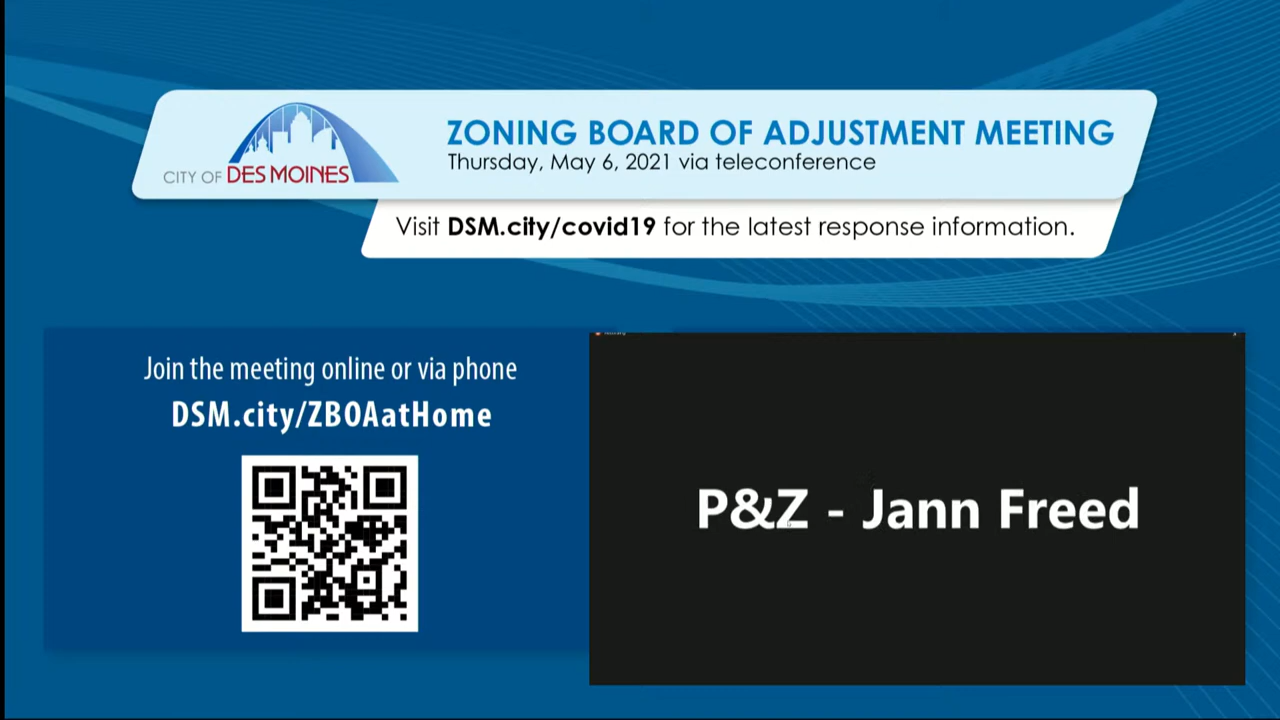 CITY OF DES MOINES
ZONING BOARD OF ADJUSTMENT MEETING
Thursday, May 6, 2021 via teleconference
Visit DSM.city/covid19 for the latest response information.
Join the meeting online or via phone
DSM.city/ZBOAatHome
P&Z - Jann Freed